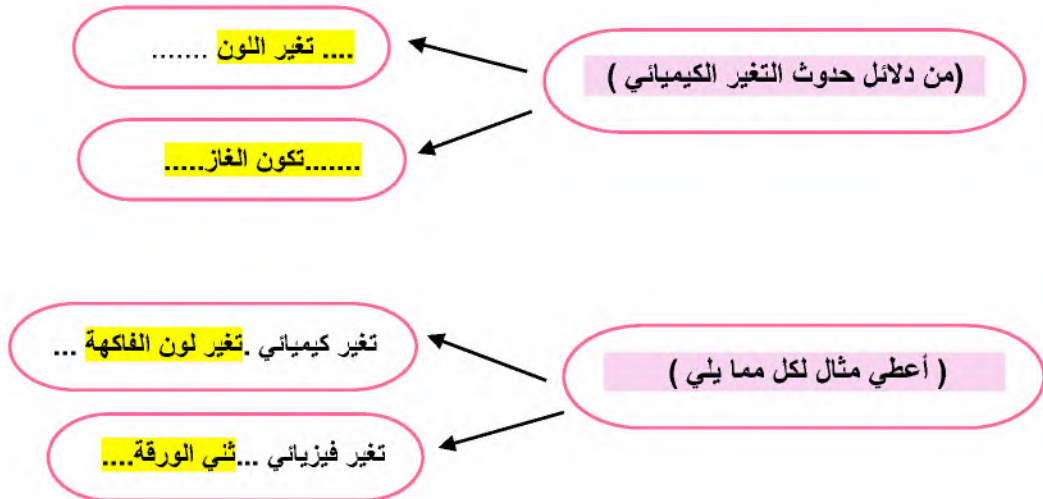 (من دلائل حدوث التغير الكيميائي )
.... تغير اللون .......
.......تكون الغاز.....
( أعطي مثال لكل مما يلي )
تغير كيميائي .تغير لون الفاكهة ...
تغير فيزيائي ...ثني الورقة....